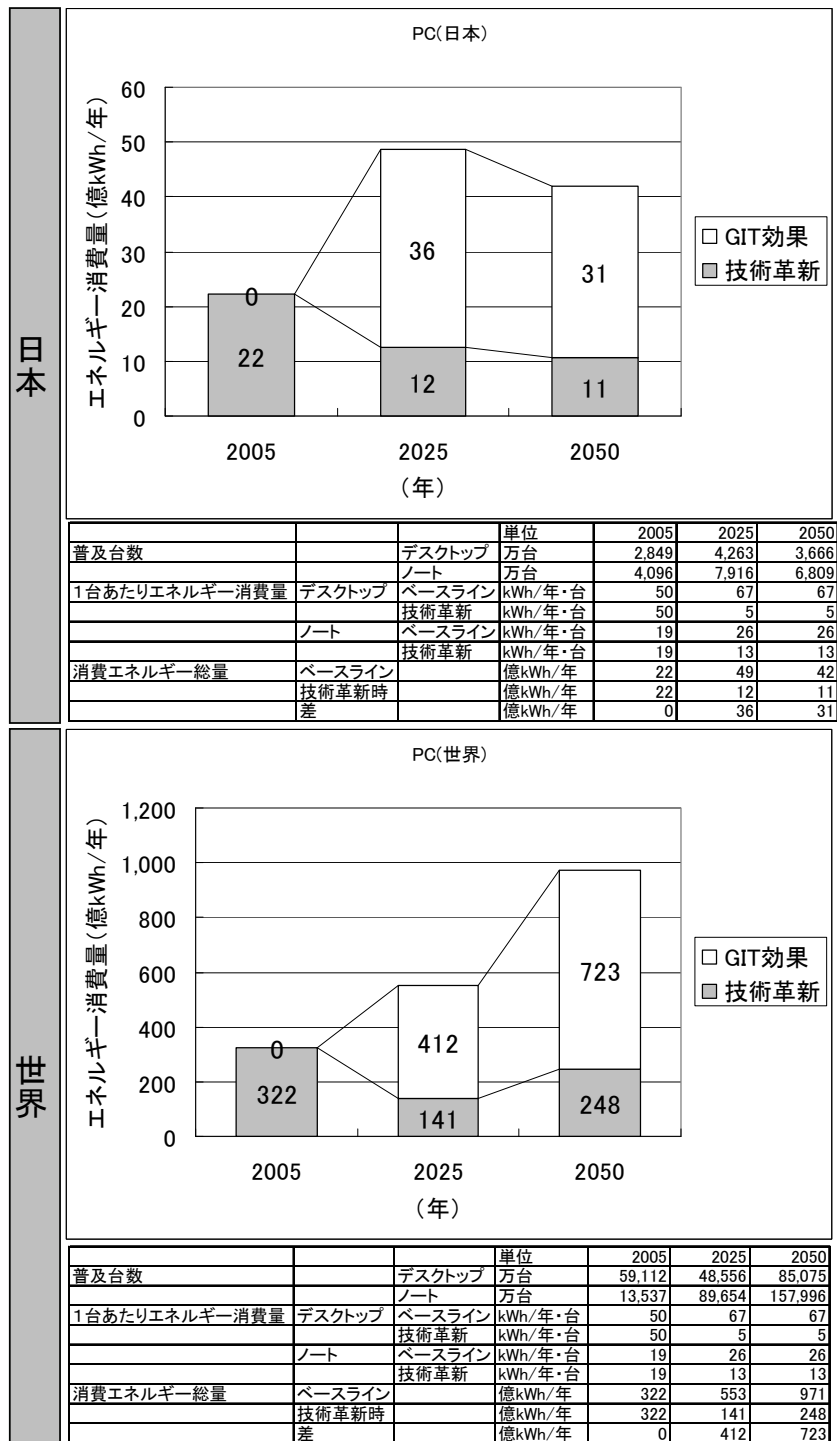 日本
PC(日本)
エネルギー消費量(億kWh/年)
60
50
40
30
20
10
0
0
22
36
12
31
11
2005 2025 2050
(年)
□ GIT効果
■ 技術革新
単位 2005 2025 2050
普及台数 デスクトップ 万台 2,849 4,263 3,666
ノート 万台 4,096 7,916 6,809
1台あたりエネルギー消費量 デスクトップ ベースライン kWh/年・台 50 67 67
技術革新 kWh/年・台 50 5 5
ノート ベースライン kWh/年・台 19 26 26
技術革新 kWh/年・台 19 13 13
消費エネルギー総量 ベースライン 億kWh/年 22 49 42
技術革新時 億kWh/年 22 12 11
差 億kWh/年 0 36 31
世界
PC(世界)
エネルギー消費量(億kWh/年)
1,200
1,000
800
600
400
200
0
0
322
412
141
723
248
2005 2025 2050
(年)
□ GIT効果
■ 技術革新
単位 2005 2025 2050
普及台数 デスクトップ 万台 59,112 48,556 85,075
ノート 万台 13,537 89,654 157,996
1台あたりエネルギー消費量 デスクトップ ベースライン kWh/年・台 50 67 67
技術革新 kWh/年・台 50 5 5
ノート ベースライン kWh/年・台 19 26 26
技術革新 kWh/年・台 19 13 13
消費エネルギー総量 ベースライン 億kWh/年 322 553 971
技術革新時 億kWh/年 322 141 248
差 億kWh/年 0 412 723